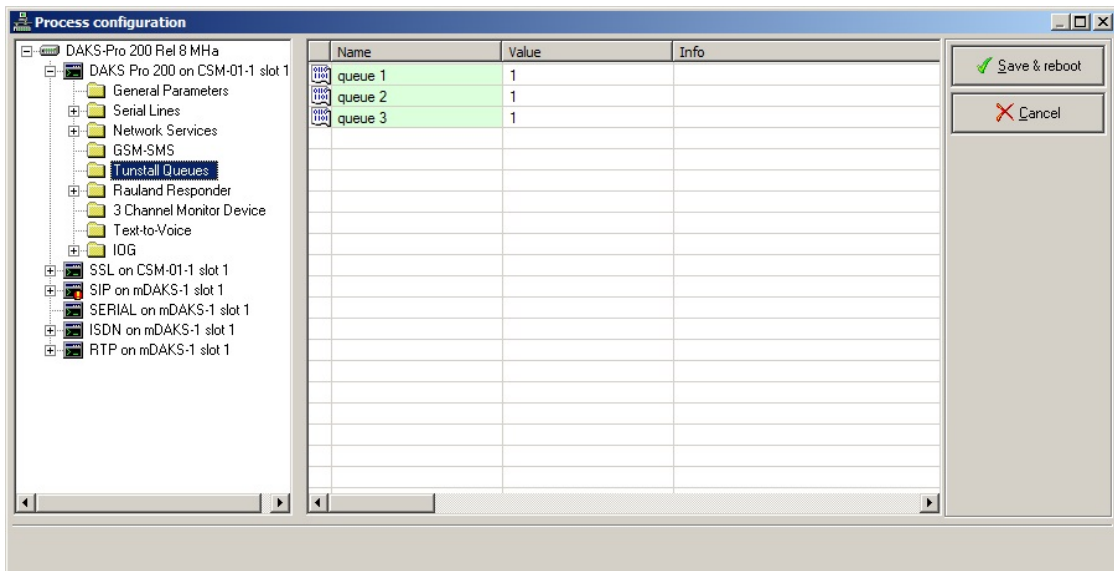 Process configuration
DAKS-Pro 200 Rel 8 MHa
DAKS Pro 200 on CSM-01-1 slot 1
General Parameters
Serial Lines
Network Services
GSM-SMS
Tunstall Queues
Rauland Responder
3 Channel Monitor Device
Text-to-Voice
IOG
SSL on CSM-01-1 slot 1
SIP on mDAKS-1 slot 1
SERIAL on mDAKS-1 slot 1
ISDN on mDAKS-1 slot 1
RTP on mDAKS-1 slot 1
Name Value Info
queue 1 1
queue 2 1
queue 3 1
Save & reboot
Cancel